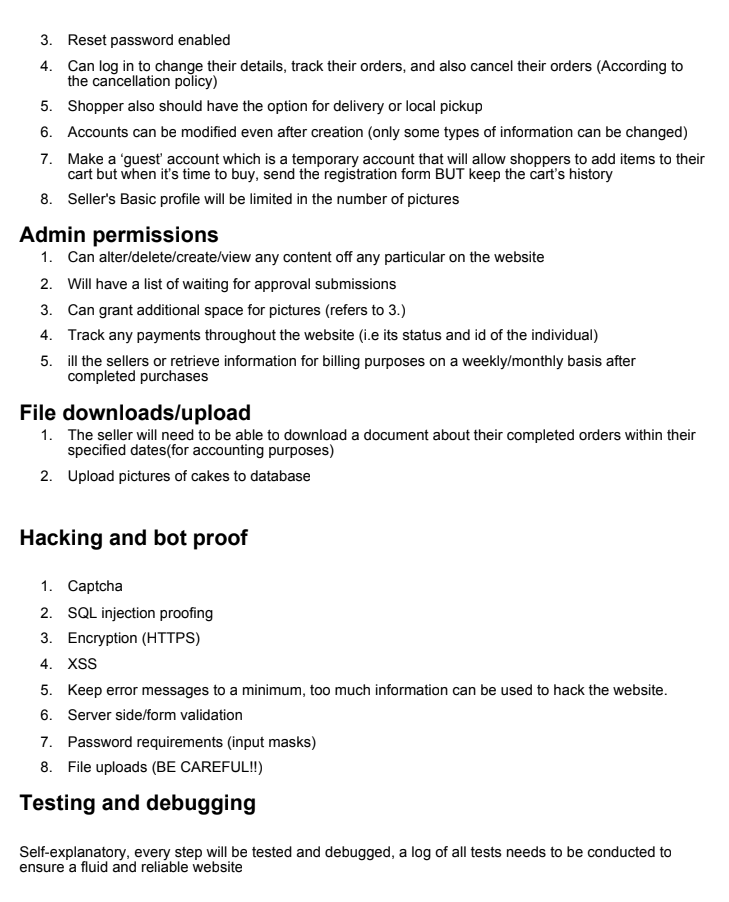 3. Reset password enabled
4. Can log in to change their details, track their orders, and also cancel their orders (According to
the cancellation policy)
5. Shopper also should have the option for delivery or local pickup
6. Accounts can be modified even after creation (only some types of information can be changed)
7. Make a ‘guest’ account which is a temporary account that will allow shoppers to add items to their
cart but when it’s time to buy, send the registration form BUT keep the cart’s history
8. Seller's Basic profile will be limited in the number of pictures
Admin permissions
1. Can alter/delete/create/view any content off any particular on the website
2. Will have a list of waiting for approval submissions
3. Can grant additional space for pictures (refers to 3.)
4. Track any payments throughout the website (i.e its status and id of the individual)
5. ill the sellers or retrieve information for billing purposes on a weekly/monthly basis after
completed purchases
File downloads/upload
1. The seller will need to be able to download a document about their completed orders within their
specified dates(for accounting purposes)
2. Upload pictures of cakes to database
Hacking and bot proof
1. Captcha
2. SQL injection proofing
3. Encryption (HTTPS)
4. XSS
5. Keep error messages to a minimum, too much information can be used to hack the website.
6. Server side/form validation
7. Password requirements (input masks)
8. File uploads (BE CAREFUL!!)
Testing and debugging
Self-explanatory, every step will be tested and debugged, a log of all tests needs to be conducted to
ensure a fluid and reliable website